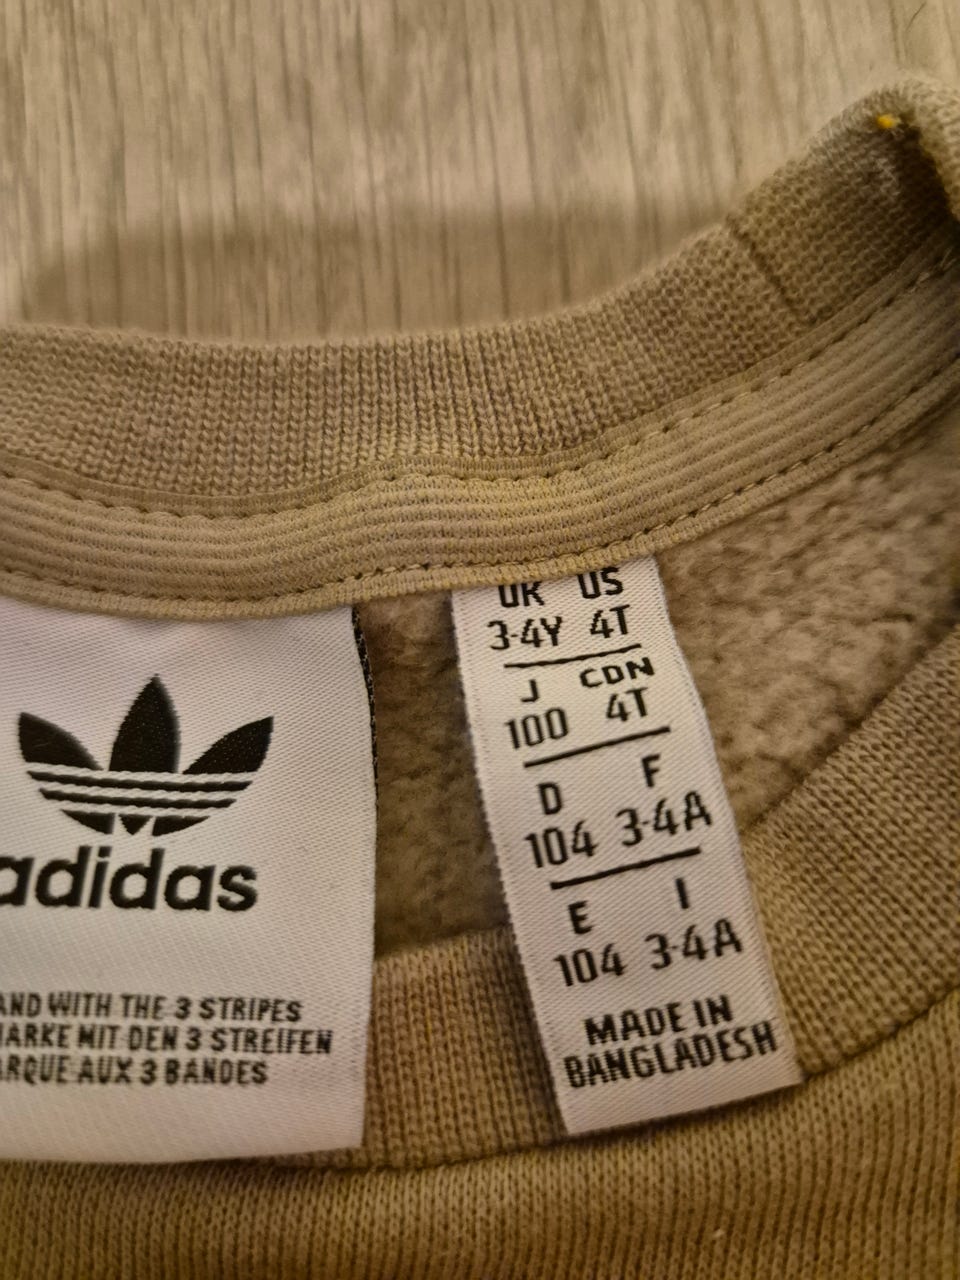 adidas
AND WITH THE 3 STRIPES
MARKE MIT DEN 3 STREIFEN
ARQUE AUX 3 BANDES
UK US
3-4Y 4T
J CDN
100 4T
D F
104 3-4A
E I
104 3-4A
MADE IN
BANGLADESH